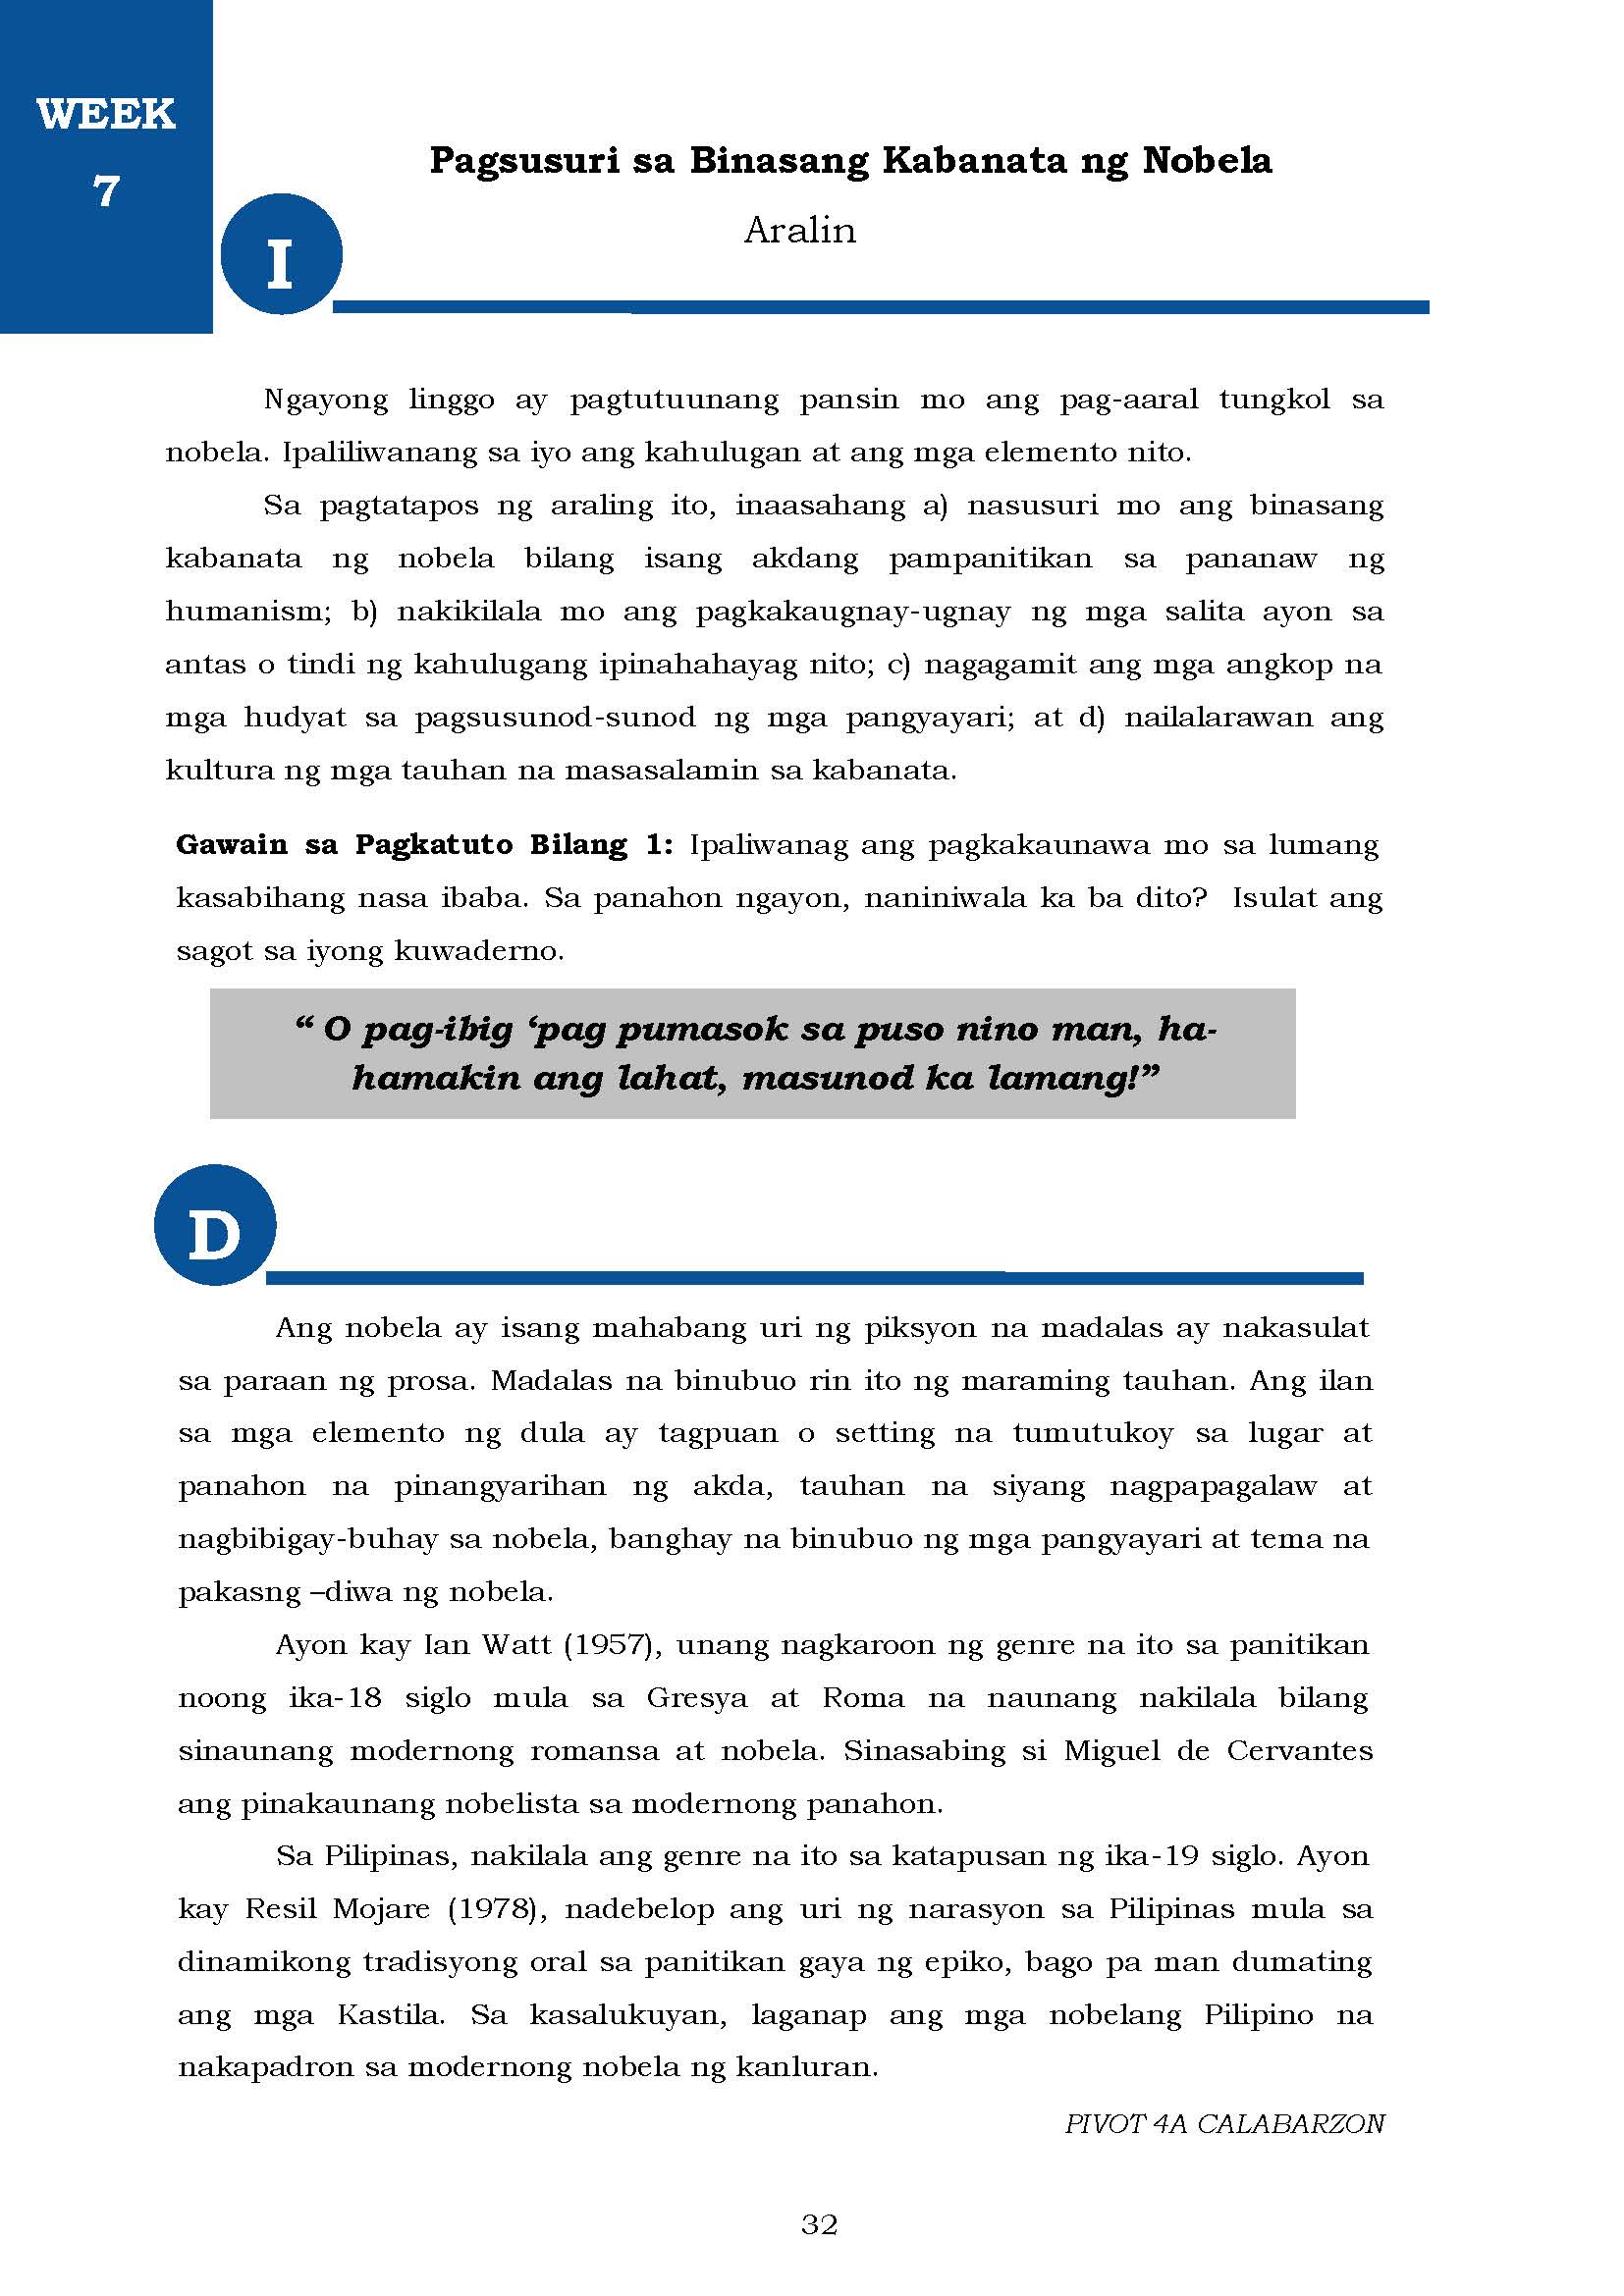 WEEK
7
Pagsusuri sa Binasang Kabanata ng Nobela
Aralin
I
Ngayong linggo ay pagtutuunang pansin mo ang pag-aaral tungkol sa
nobela. Ipaliliwanang sa iyo ang kahulugan at ang mga elemento nito.
Sa pagtatapos ng araling ito, inaasahang a) nasusuri mo ang binasang
kabanata ng nobela bilang isang akdang pampanitikan sa pananaw ng
humanism; b) nakikilala mo ang pagkakaugnay-ugnay ng mga salita ayon sa
antas o tindi ng kahulugang ipinahahayag nito; c) nagagamit ang mga angkop na
mga hudyat sa pagsusunod-sunod ng mga pangyayari; at d) nailalarawan ang
kultura ng mga tauhan na masasalamin sa kabanata.
Gawain sa Pagkatuto Bilang 1: Ipaliwanag ang pagkakaunawa mo sa lumang
kasabihang nasa ibaba. Sa panahon ngayon, naniniwala ka ba dito? Isulat ang
sagot sa iyong kuwaderno.
“ O pag-ibig ‘pag pumasok sa puso nino man, ha-
hamakin ang lahat, masunod ka lamang!”
D
Ang nobela ay isang mahabang uri ng piksyon na madalas ay nakasulat
sa paraan ng prosa. Madalas na binubuo rin ito ng maraming tauhan. Ang ilan
sa mga elemento ng dula ay tagpuan o setting na tumutukoy sa lugar at
panahon na pinangyarihan ng akda, tauhan na siyang nagpapagalaw at
nagbibigay-buhay sa nobela, banghay na binubuo ng mga pangyayari at tema na
pakasng –diwa ng nobela.
Ayon kay Ian Watt (1957), unang nagkaroon ng genre na ito sa panitikan
noong ika-18 siglo mula sa Gresya at Roma na naunang nakilala bilang
sinaunang modernong romansa at nobela. Sinasabing si Miguel de Cervantes
ang pinakaunang nobelista sa modernong panahon.
Sa Pilipinas, nakilala ang genre na ito sa katapusan ng ika-19 siglo. Ayon
kay Resil Mojare (1978), nadebelop ang uri ng narasyon sa Pilipinas mula sa
dinamikong tradisyong oral sa panitikan gaya ng epiko, bago pa man dumating
ang mga Kastila. Sa kasalukuyan, laganap ang mga nobelang Pilipino na
nakapadron sa modernong nobela ng kanluran.
PIVOT 4A CALABARZON
32